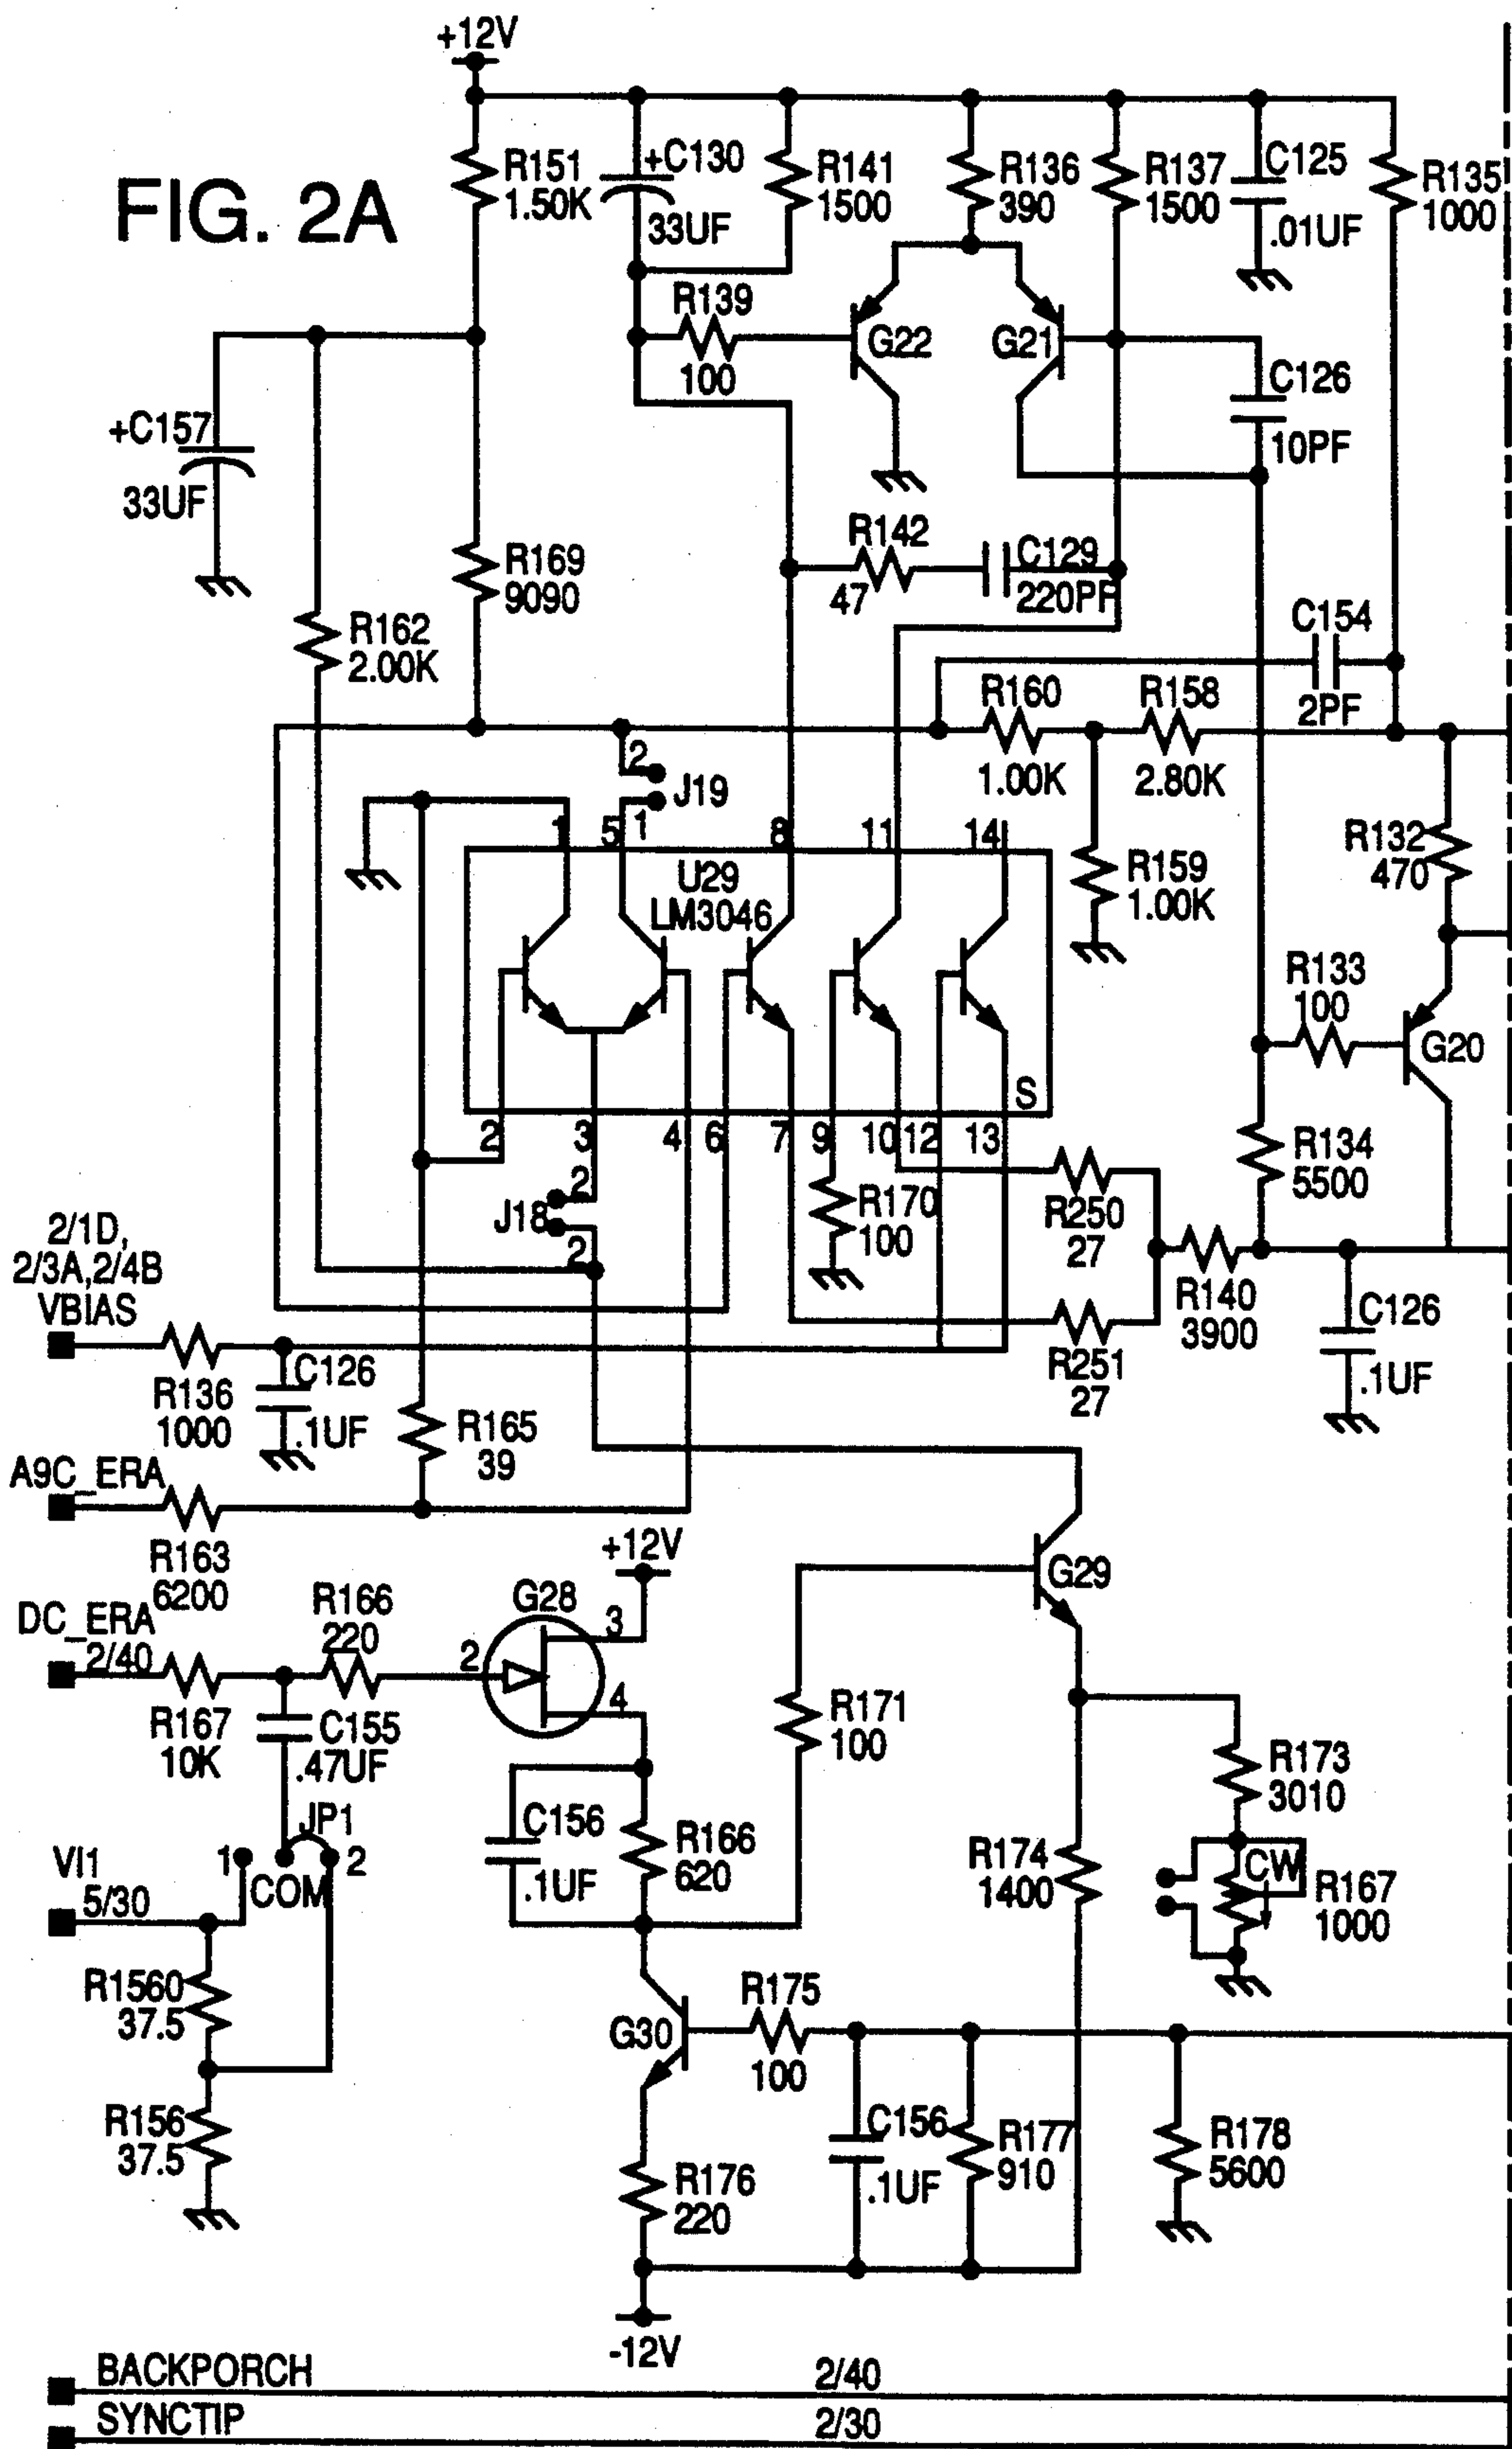 +12V
FIG. 2A
R151
1.50K
+C130
33UF
R141
1500
R136
390
R137
1500
C125
.01UF
R135
1000
R139
100
G22
G21
C126
10PF
+C157
33UF
R169
9090
R142
47
C129
220PF
R162
2.00K
C154
2PF
R160
1.00K
R158
2.80K
2
J19
1
1
5
8
11
14
U29
LM3046
R159
1.00K
R132
470
R133
100
G20
S
2
3
4
6
7
9
10
12
13
R134
5500
2
J18
2
R170
100
R250
27
R140
3900
2/1D,
2/3A,2/4B
VBIAS
R136
1000
C126
.1UF
R251
27
C126
.1UF
R165
39
A9C_ERA
R163
6200
+12V
G29
DC_ERA
2/40
R166
220
G28
2
3
4
R167
10K
C155
.47UF
R171
100
R173
3010
JP1
1
2
COM
C156
.1UF
R166
620
VI1
5/30
R174
1400
CW
R167
1000
R1560
37.5
G30
R175
100
R156
37.5
R176
220
C156
.1UF
R177
910
R178
5600
-12V
BACKPORCH
2/40
SYNCTIP
2/30